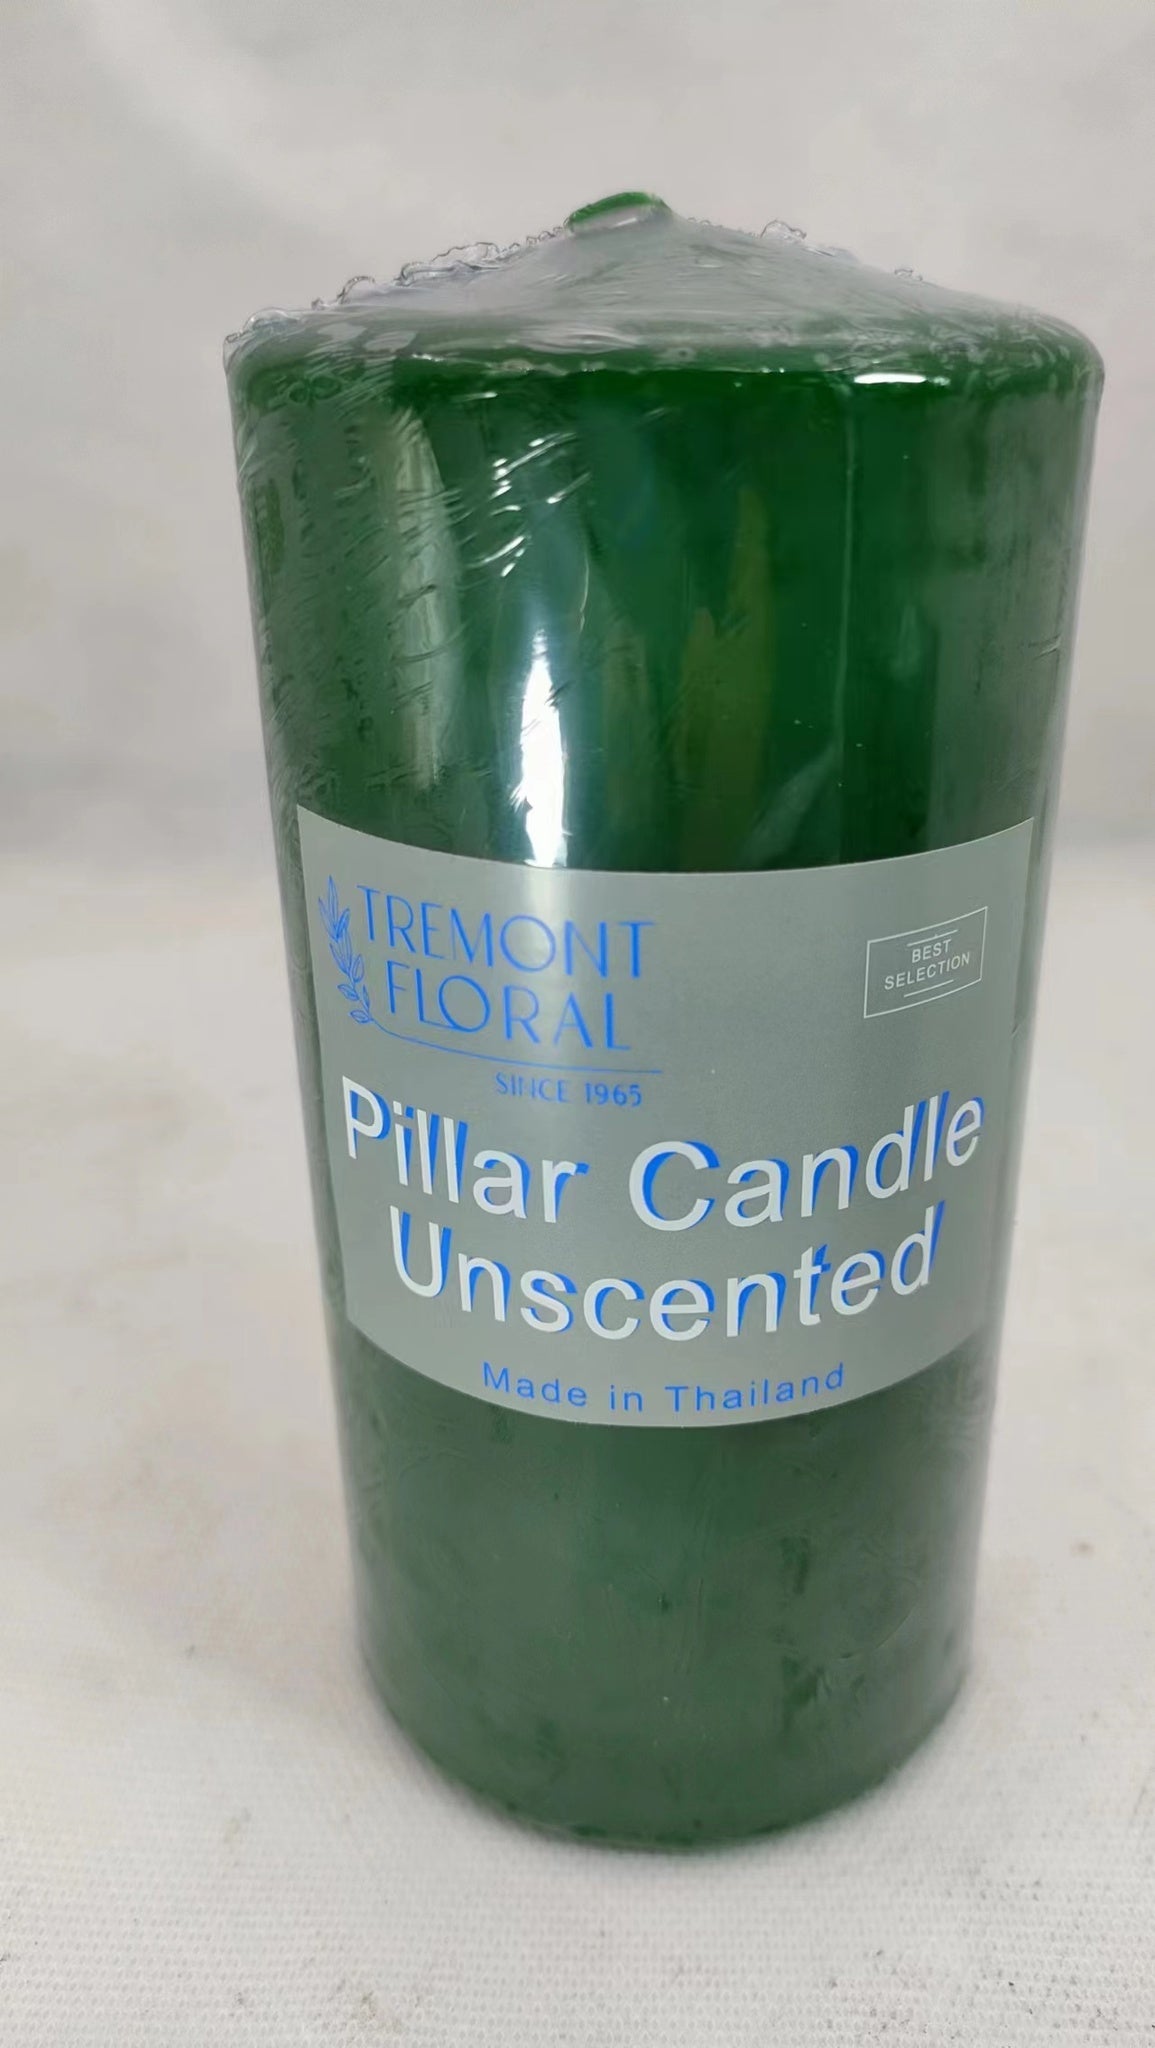 TREMONT
FLORAL
SINCE 1965
BEST
SELECTION
Pillar Candle
Unscented
Made in Thailand